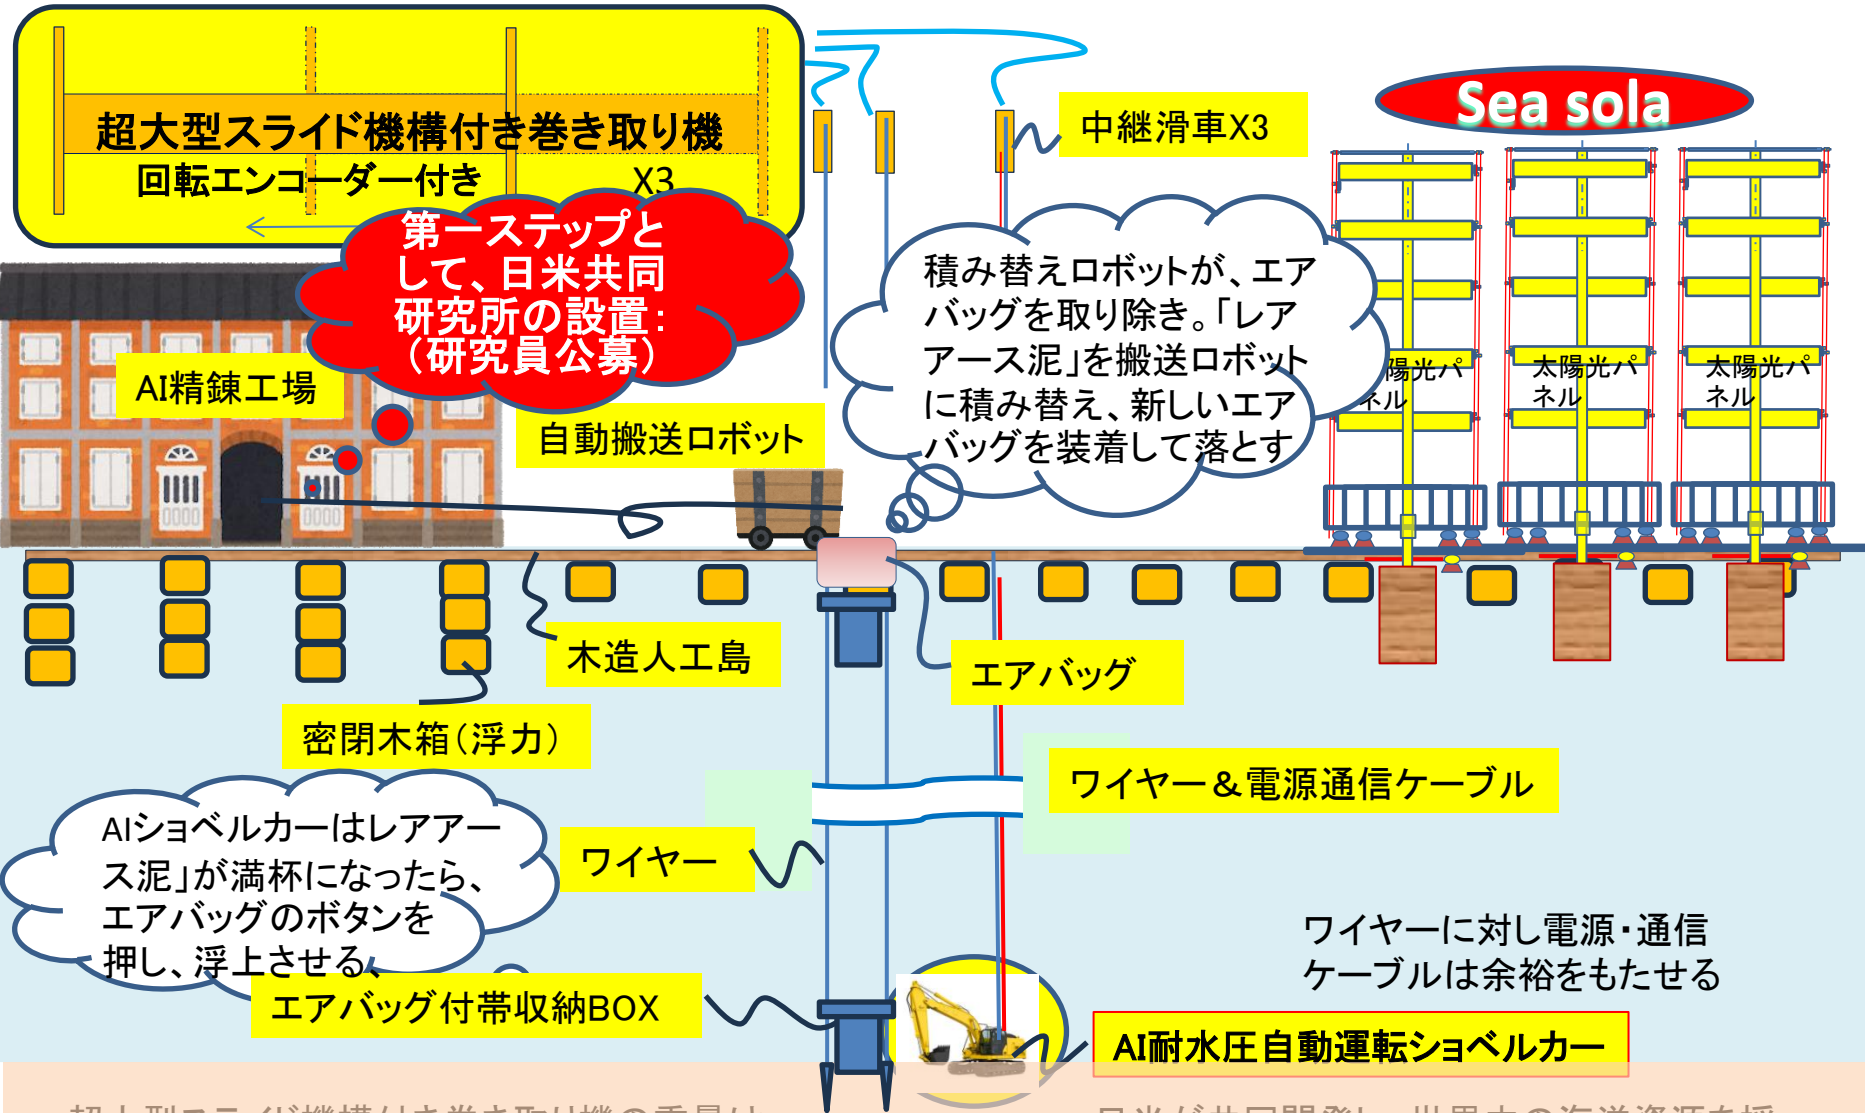 超大型スライド機構付き巻き取り機
回転エンコーダー付き X3
中継滑車X3
Sea sola
第一ステップと
して、日米共同
研究所の設置：
（研究員公募）
積み替えロボットが、エア
バッグを取り除き。「レア
アース泥」を搬送ロボット
に積み替え、新しいエア
バッグを装着して落とす
陽光パ
ネル
太陽光パ
ネル
太陽光パ
ネル
AI精錬工場
自動搬送ロボット
木造人工島
エアバッグ
密閉木箱（浮力）
ワイヤー＆電源通信ケーブル
AIショベルカーはレアアー
ス泥」が満杯になったら、
エアバッグのボタンを
押し、浮上させる、
ワイヤー
ワイヤーに対し電源・通信
ケーブルは余裕をもたせる
エアバッグ付帯収納BOX
AI耐水圧自動運転ショベルカー